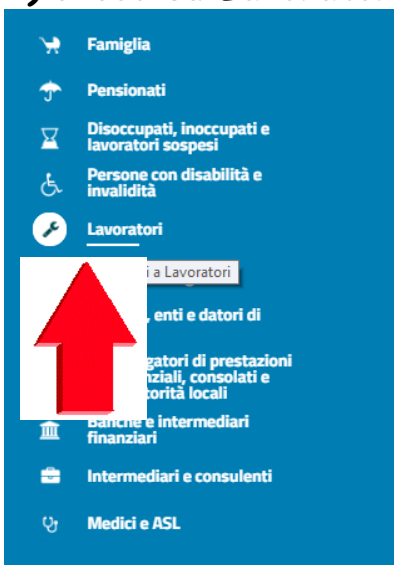 Famiglia
Pensionati
Disoccupati, inoccupati e
lavoratori sospesi
Persone con disabilità e
invalidità
Lavoratori
i a Lavoratori
, enti e datori di
gatori di prestazioni
nziali, consolati e
torità locali
Banche e intermediari
finanziari
Intermediari e consulenti
Medici e ASL